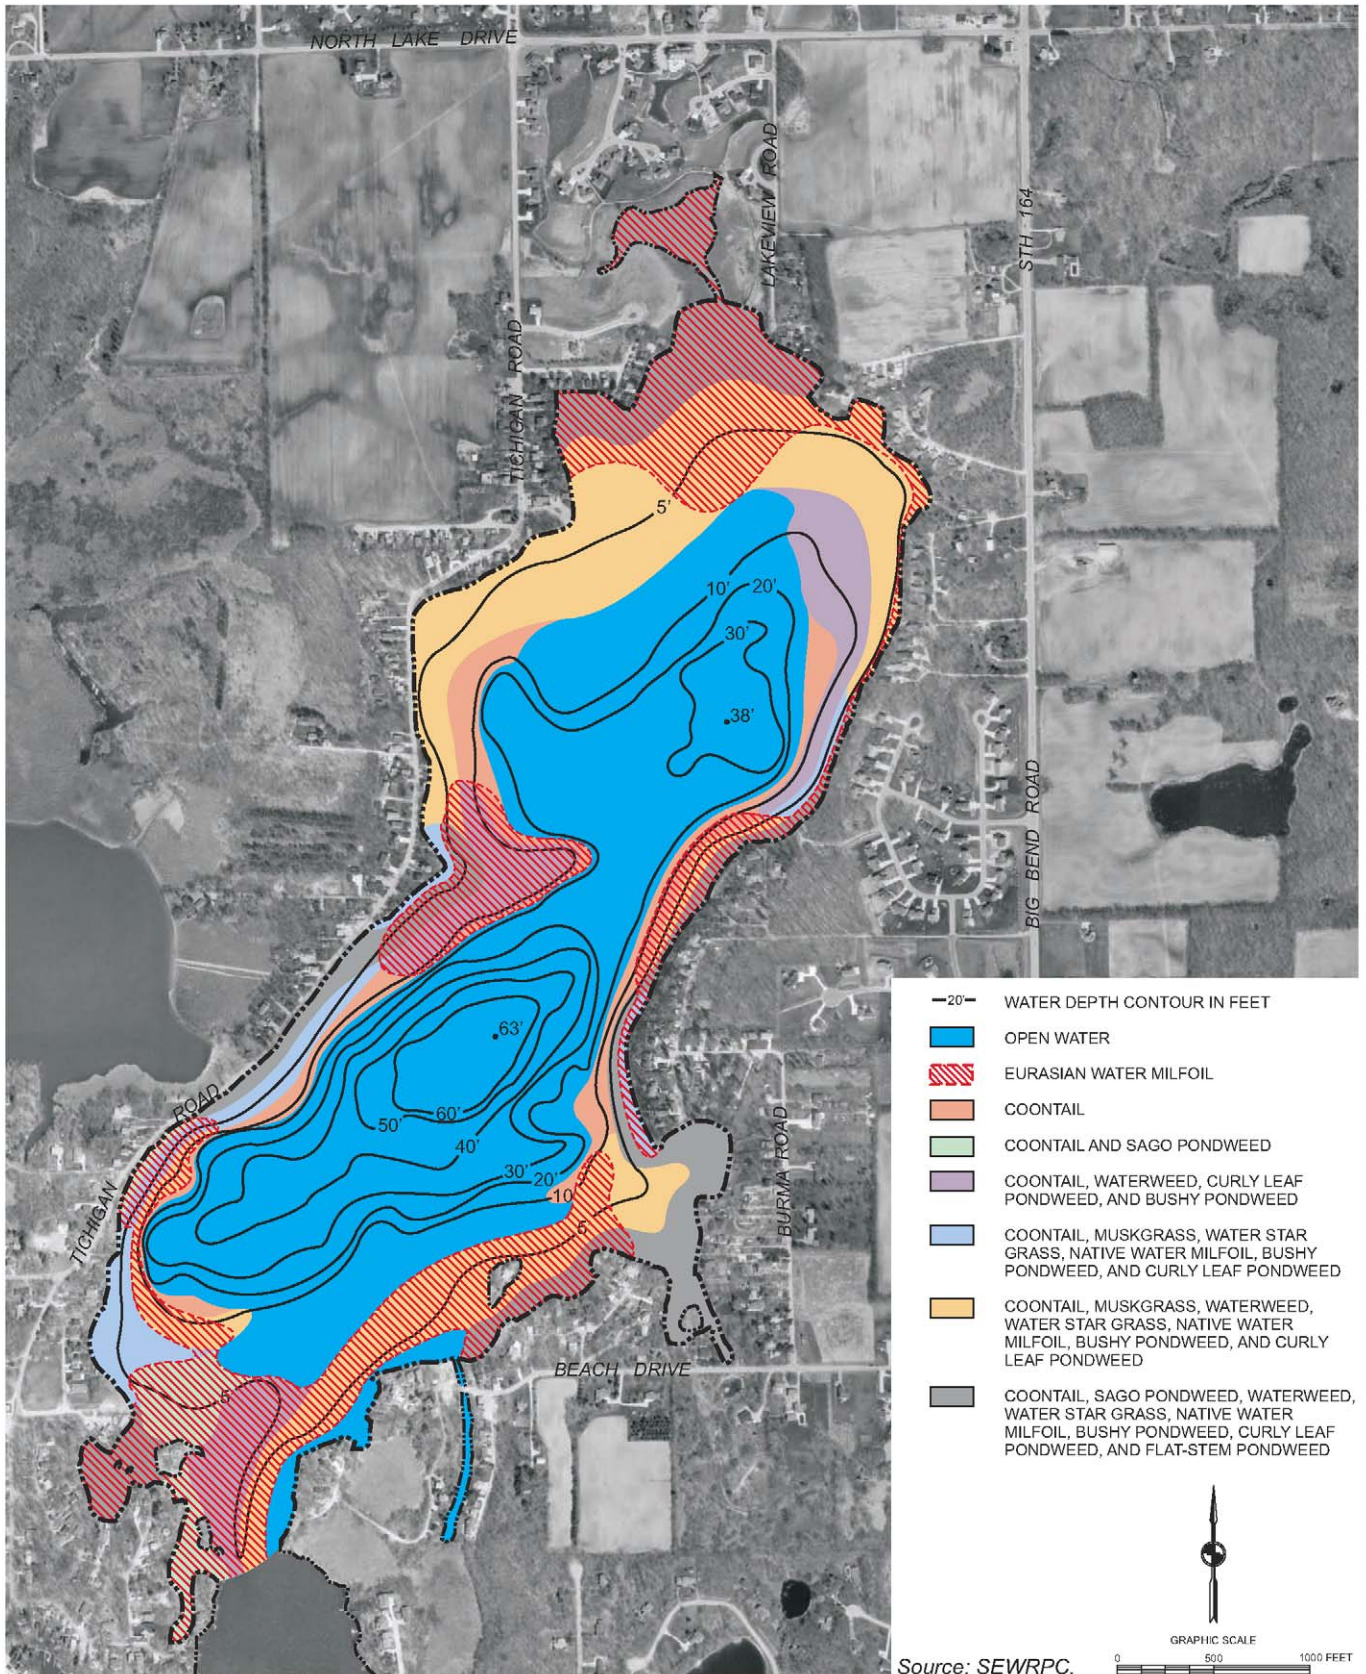 NORTH LAKE DRIVE
LAKEVIEW ROAD
STH 164
TICHIGAN ROAD
5'
10'
20'
30'
38'
BIG BEND ROAD
63'
60'
50'
40'
30'
20'
10
5
ROAD
TICHIGAN
BURMA ROAD
BEACH DRIVE
5
20' WATER DEPTH CONTOUR IN FEET
OPEN WATER
EURASIAN WATER MILFOIL
COONTAIL
COONTAIL AND SAGO PONDWEED
COONTAIL, WATERWEED, CURLY LEAF
PONDWEED, AND BUSHY PONDWEED
COONTAIL, MUSKGRASS, WATER STAR
GRASS, NATIVE WATER MILFOIL, BUSHY
PONDWEED, AND CURLY LEAF PONDWEED
COONTAIL, MUSKGRASS, WATERWEED,
WATER STAR GRASS, NATIVE WATER
MILFOIL, BUSHY PONDWEED, AND CURLY
LEAF PONDWEED
COONTAIL, SAGO PONDWEED, WATERWEED,
WATER STAR GRASS, NATIVE WATER
MILFOIL, BUSHY PONDWEED, CURLY LEAF
PONDWEED, AND FLAT-STEM PONDWEED
GRAPHIC SCALE
0 500 1000 FEET
Source: SEWRPC.